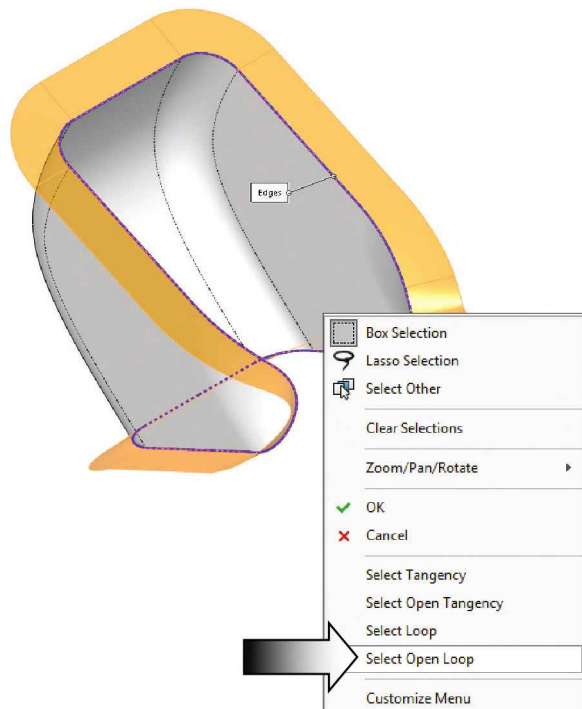 Edges
Box Selection
Lasso Selection
Select Other
Clear Selections
Zoom/Pan/Rotate
OK
Cancel
Select Tangency
Select Open Tangency
Select Loop
Select Open Loop
Customize Menu